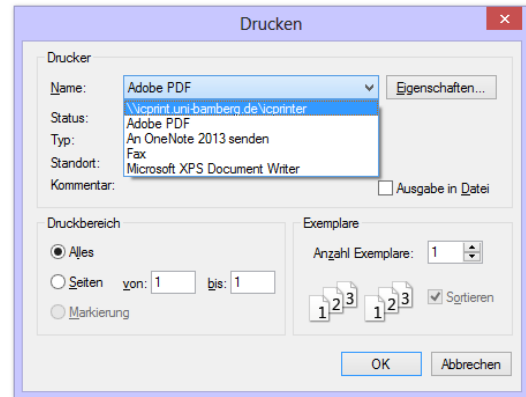 Drucken
x
Drucker
Name: Adobe PDF Eigenschaften...
\\icprint.uni-bamberg.de\icprinter
Status: Adobe PDF
Typ: An OneNote 2013 senden
Fax
Standort: Microsoft XPS Document Writer
Kommentar: Ausgabe in Datei
Druckbereich Exemplare
Alles Anzahl Exemplare: 1
Seiten von: 1 bis: 1
1 2 3 1 2 3 Sortieren
Markierung
OK Abbrechen